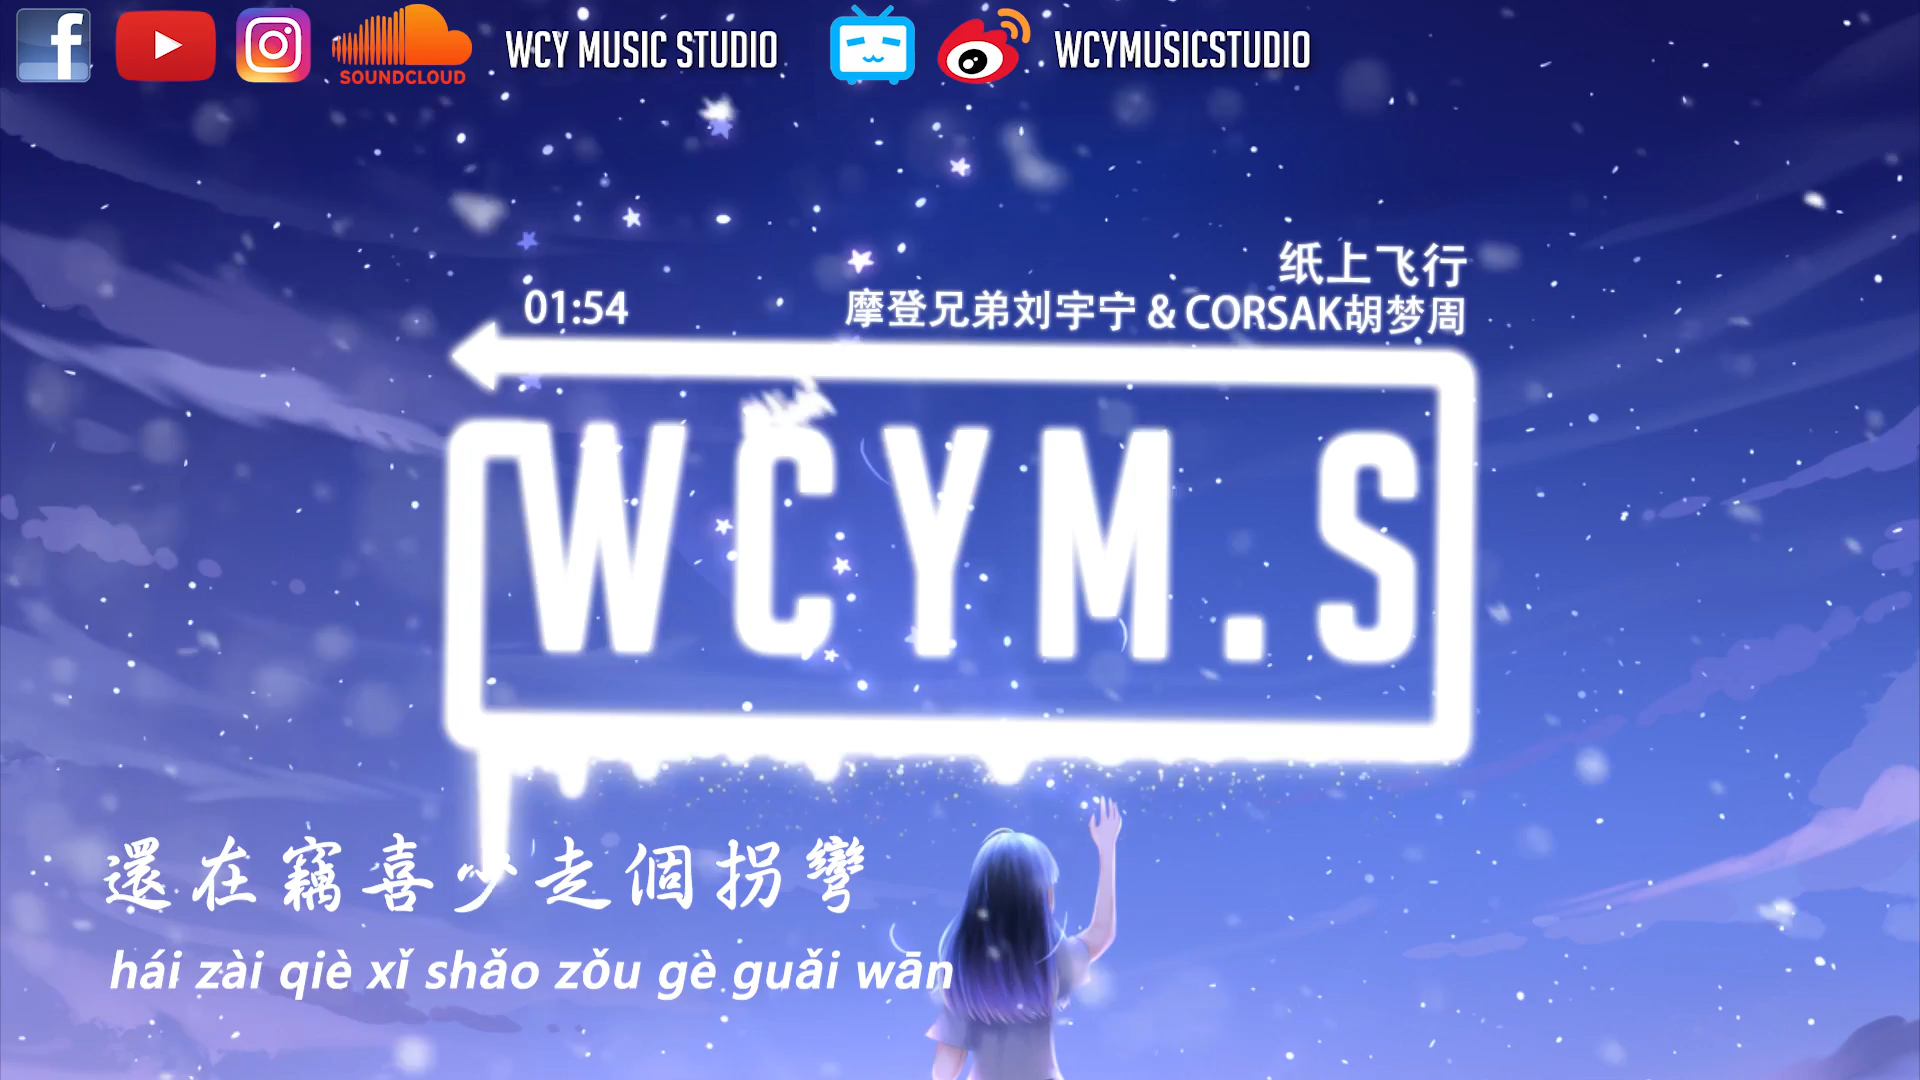 f
SOUNDCLOUD
WCY MUSIC STUDIO
WCYMUSICSTUDIO
纸上飞行
01:54
摩登兄弟刘宇宁 & CORSAK胡梦周
WCYM.S
還在竊喜少走個拐彎
hái zài qiè xǐ shǎo zǒu gè guǎi wān